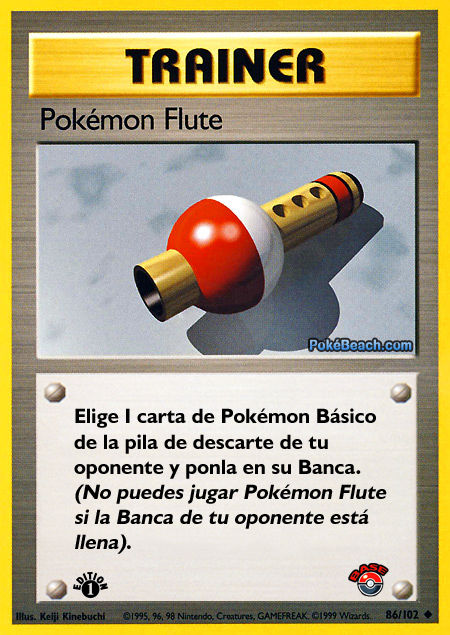 TRAINER
Pokémon Flute
PokéBeach.com
Elige 1 carta de Pokémon Básico
de la pila de descarte de tu
oponente y ponla en su Banca.
(No puedes jugar Pokémon Flute
si la Banca de tu oponente está
llena).
EDITION
1
BASE
Illus. Keiji Kinebuchi
©1995, 96, 98 Nintendo, Creatures, GAMEFREAK. ©1999 Wizards.
86/102